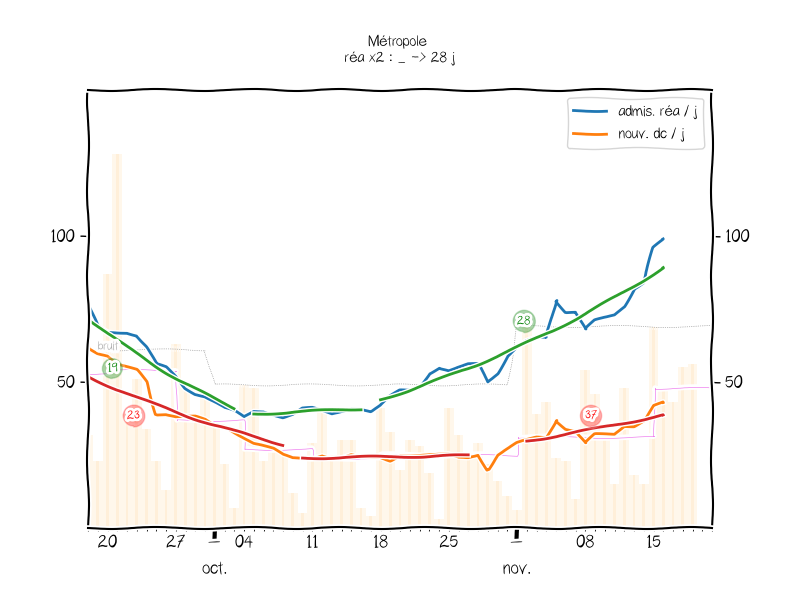 Métropole
réa x2 : _ -> 28 j
admis. réa / j
nouv. dc / j
100
100
50
50
bruit
19
23
28
37
20
27
04
11
18
25
08
15
oct.
nov.